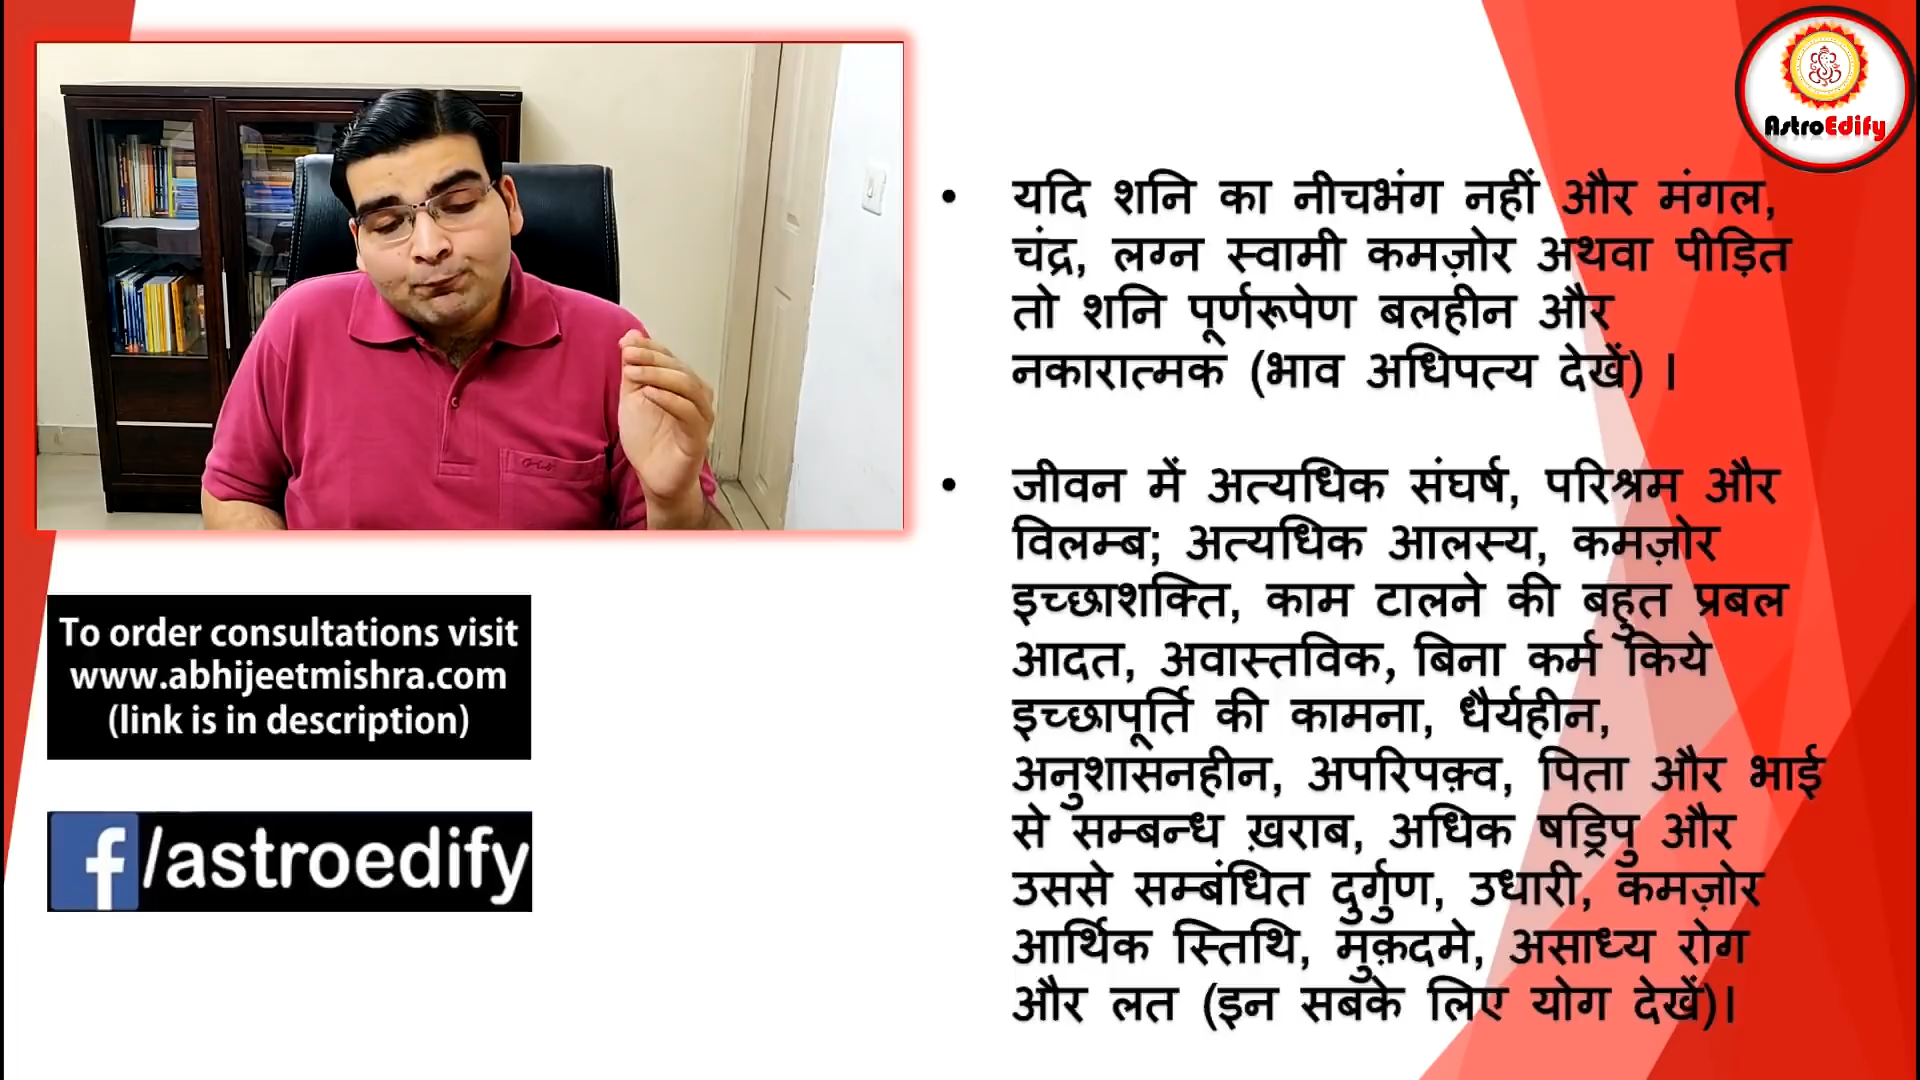 AstroEdify
यदि शनि का नीचभंग नहीं और मंगल,
चंद्र, लग्न स्वामी कमज़ोर अथवा पीड़ित
तो शनि पूर्णरूपेण बलहीन और
नकारात्मक (भाव अधिपत्य देखें) ।
जीवन में अत्यधिक संघर्ष, परिश्रम और
विलम्ब; अत्यधिक आलस्य, कमज़ोर
इच्छाशक्ति, काम टालने की बहुत प्रबल
आदत, अवास्तविक, बिना कर्म किये
इच्छापूर्ति की कामना, धैर्यहीन,
अनुशासनहीन, अपरिपक़्व, पिता और भाई
से सम्बन्ध ख़राब, अधिक षड्रिपु और
उससे सम्बंधित दुर्गुण, उधारी, कमज़ोर
आर्थिक स्तिथि, मुक़दमे, असाध्य रोग
और लत (इन सबके लिए योग देखें)।
To order consultations visit
www.abhijeetmishra.com
(link is in description)
f/astroedify